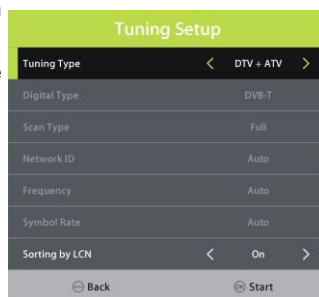 Tuning Setup
Tuning Type < DTV + ATV >
Digital Type DVB-T
Scan Type Full
Network ID Auto
Frequency Auto
Symbol Rate Auto
Sorting by LCN < On >
Back OK Start